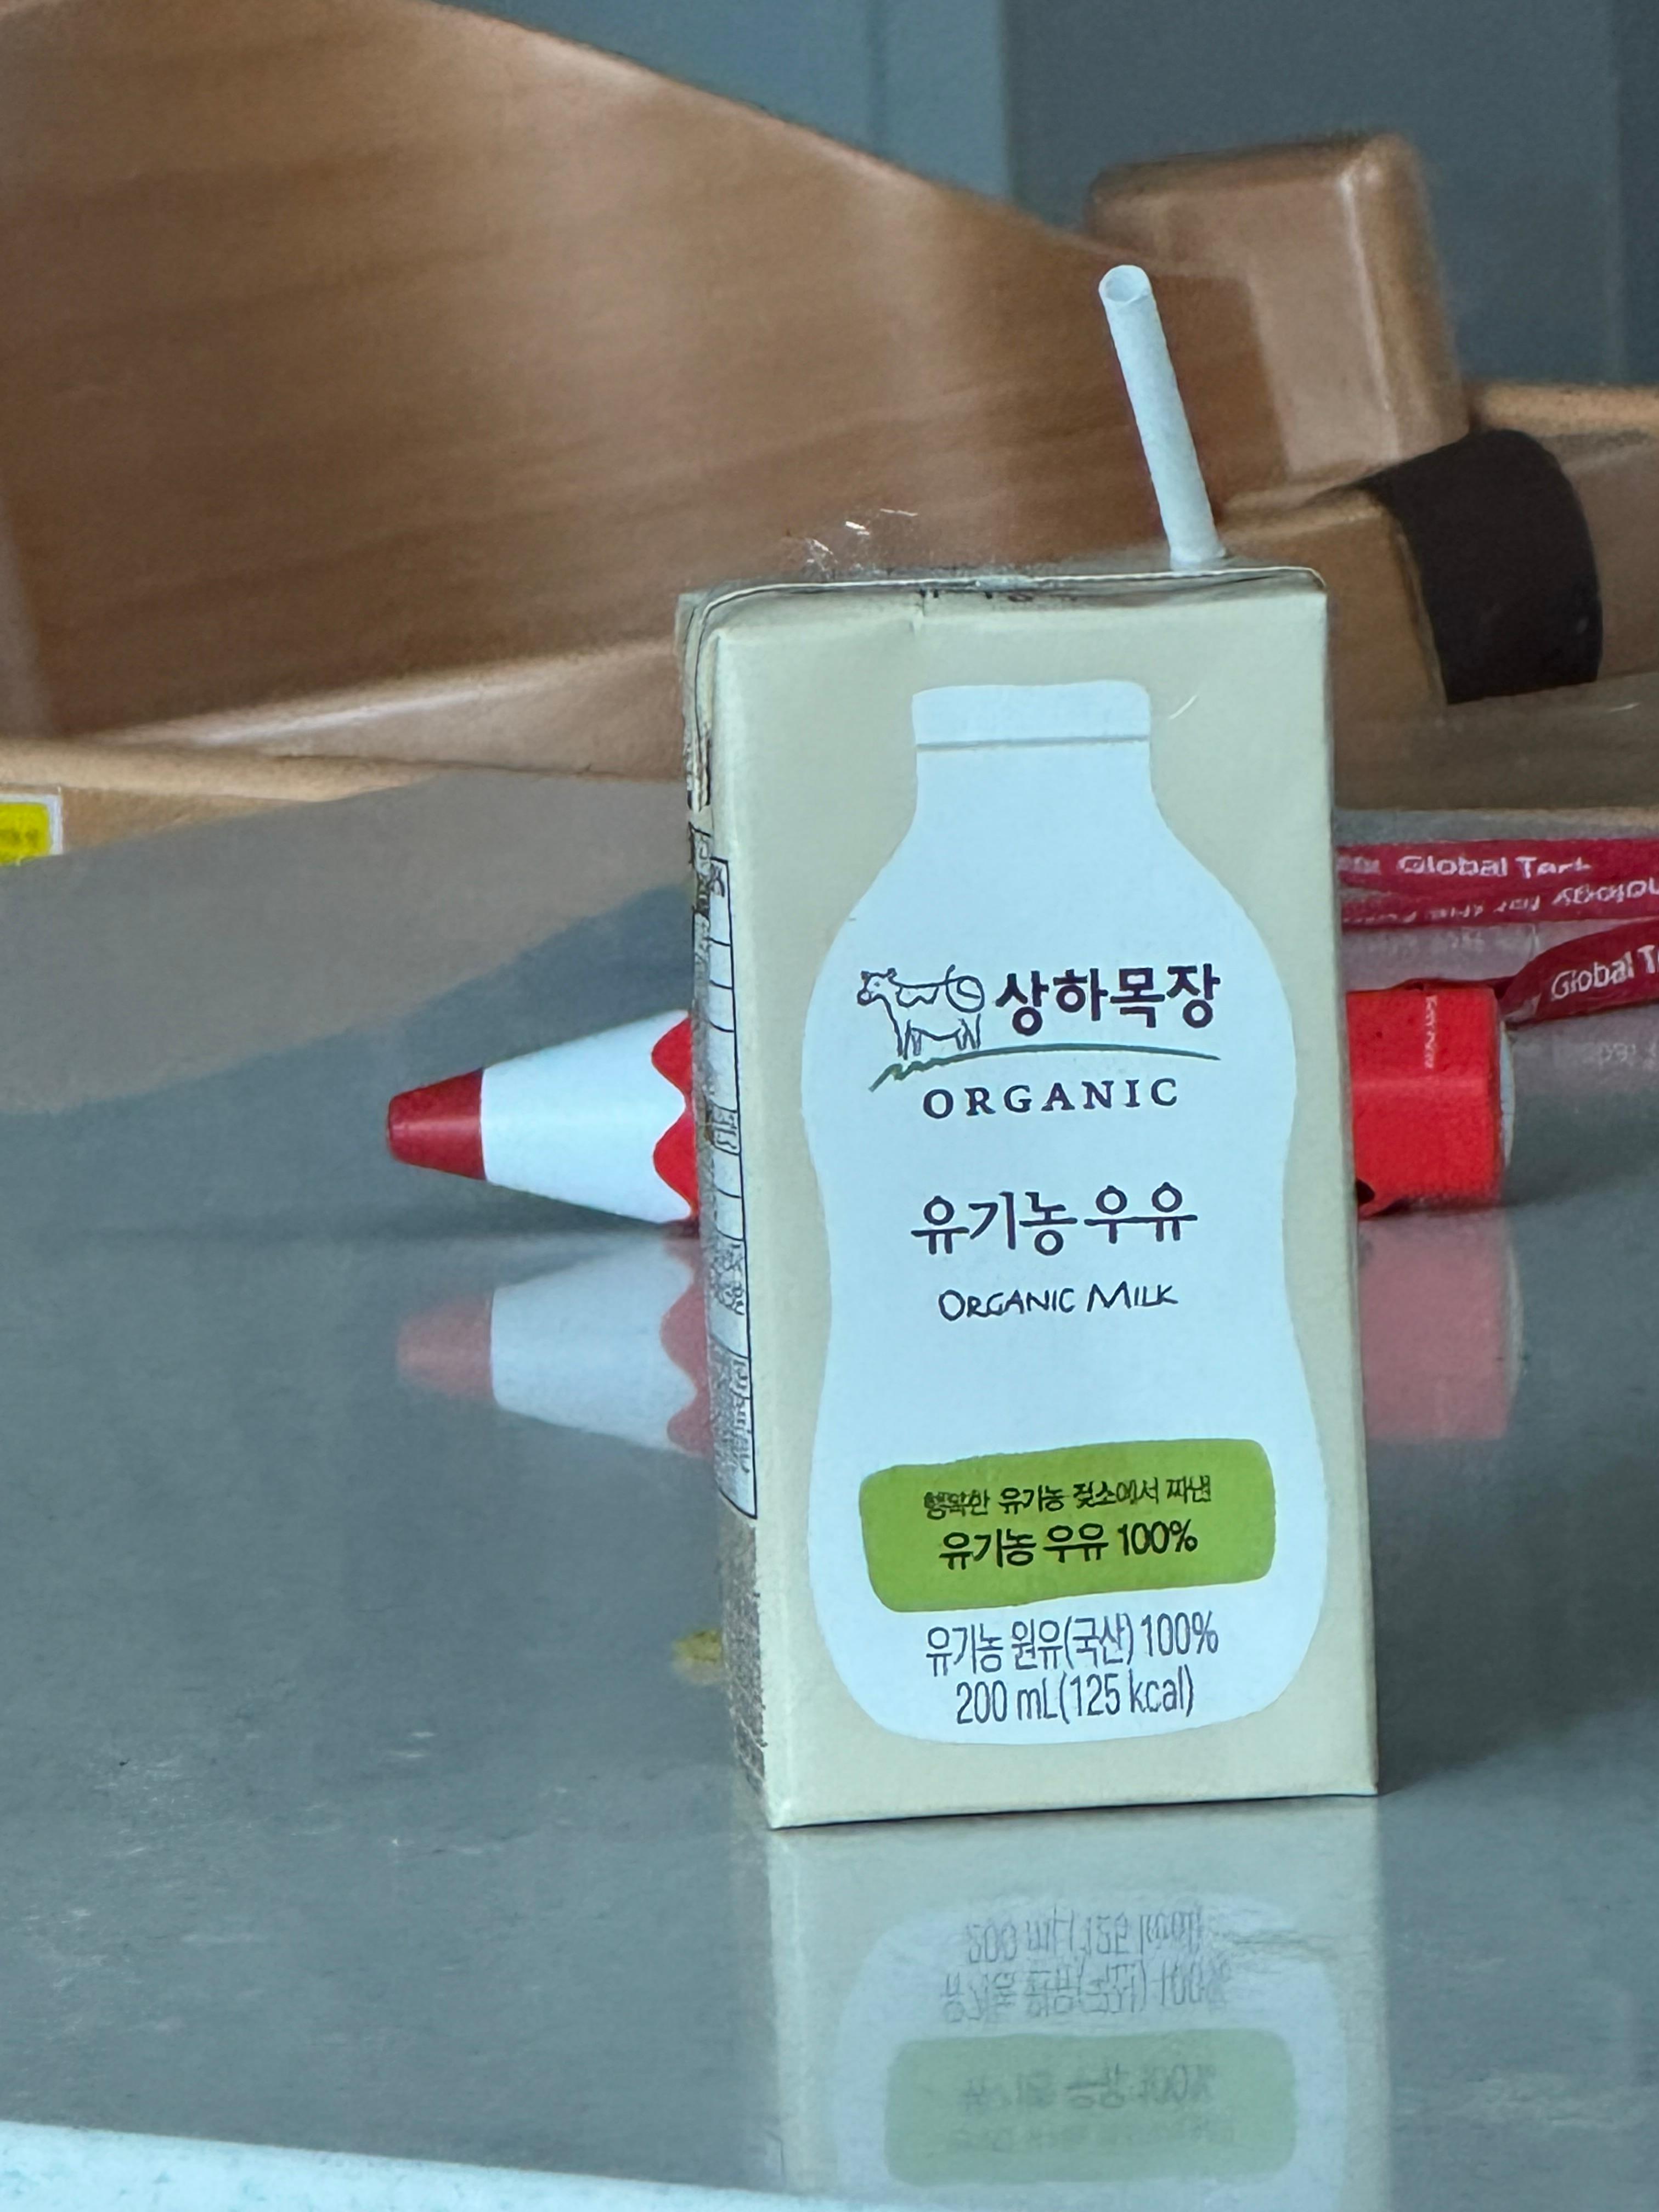 상하목장
ORGANIC
유기농 우유
ORGANIC MILK
행복한 유기농 젖소에서 짜낸
유기농 우유 100%
유기농 원유(국산) 100%
200 mL(125 kcal)
Global
Global